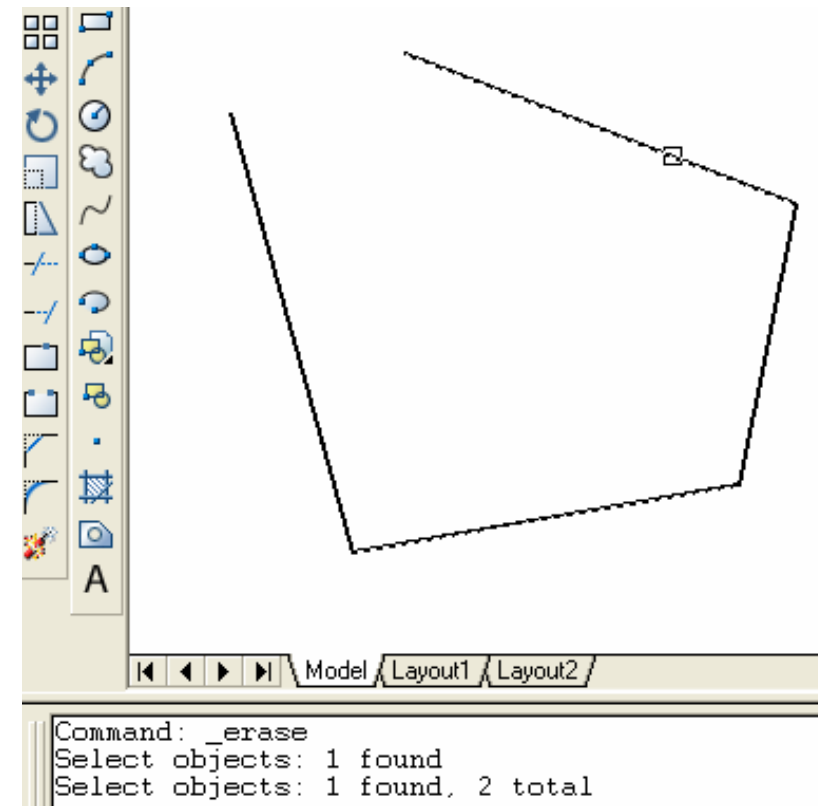 A
Model Layout1 Layout2
Command: _erase
Select objects: 1 found
Select objects: 1 found, 2 total